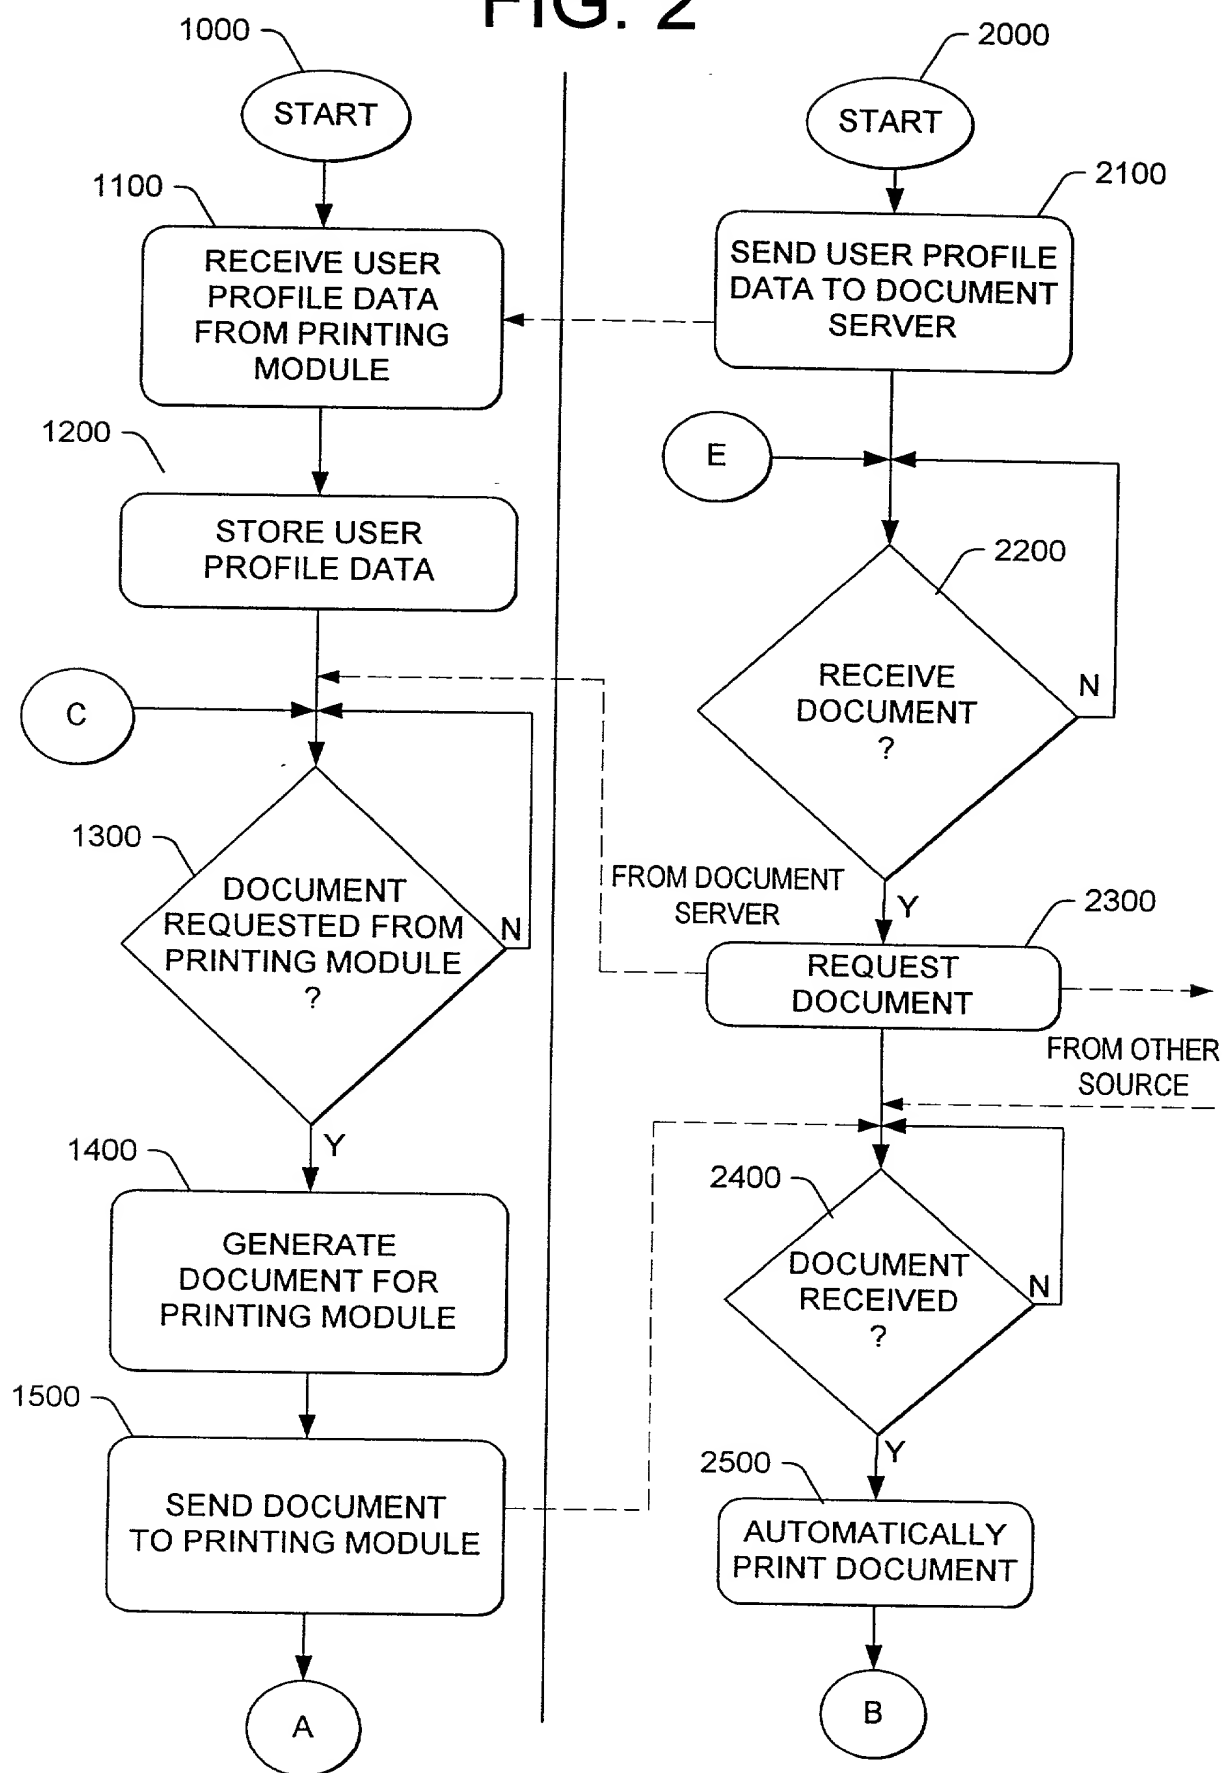 FIG. 2
1000
START
1100
RECEIVE USER
PROFILE DATA
FROM PRINTING
MODULE
1200
STORE USER
PROFILE DATA
C
1300
DOCUMENT
REQUESTED FROM
PRINTING MODULE
?
N
Y
1400
GENERATE
DOCUMENT FOR
PRINTING MODULE
1500
SEND DOCUMENT
TO PRINTING MODULE
A
2000
START
2100
SEND USER PROFILE
DATA TO DOCUMENT
SERVER
E
2200
RECEIVE
DOCUMENT
?
N
Y
FROM DOCUMENT
SERVER
2300
REQUEST
DOCUMENT
FROM OTHER
SOURCE
2400
DOCUMENT
RECEIVED
?
N
Y
2500
AUTOMATICALLY
PRINT DOCUMENT
B